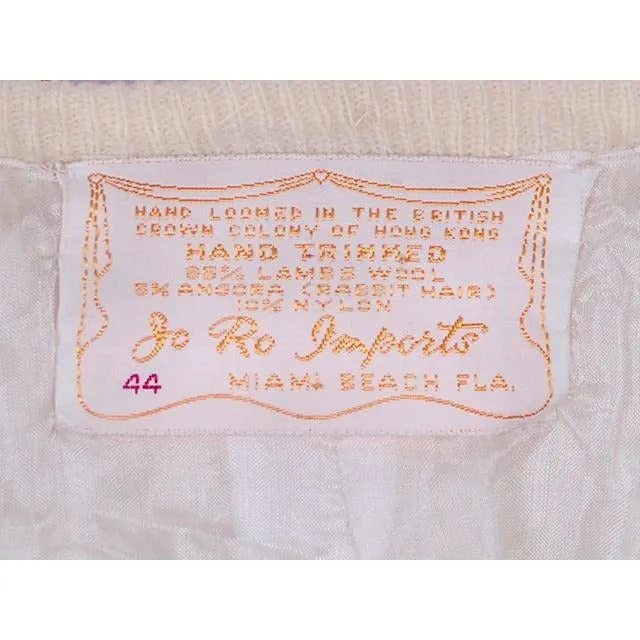 HAND LOOMED IN THE BRITISH
CROWN COLONY OF HONG KONG
HAND TRIMMED
85% LAMBS WOOL
5% ANGORA (RABBIT HAIR)
10% NYLON
Jo Ro Imports
44 MIAMI BEACH FLA.